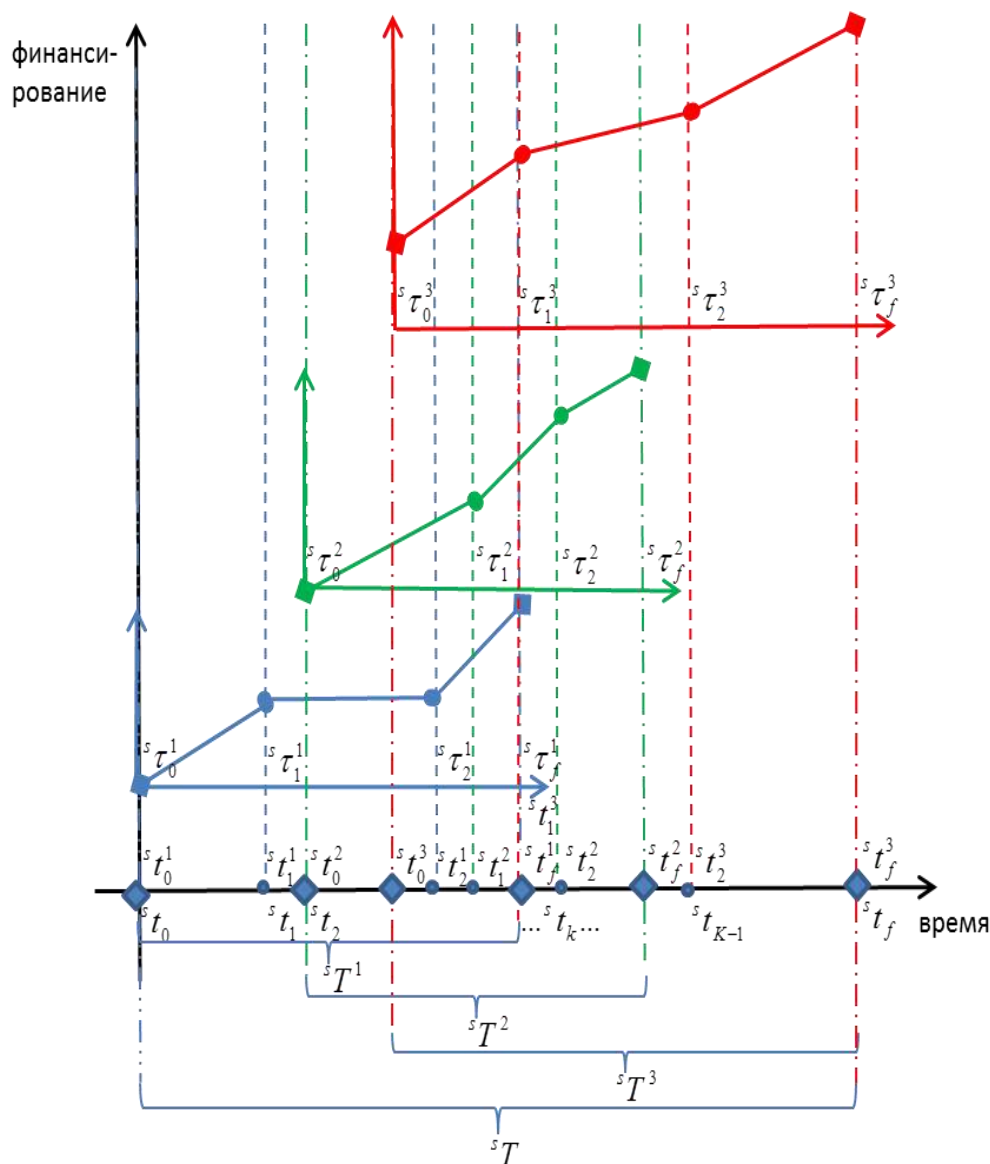 финанси-
рование
ˢτ₀³ ˢτ₁³ ˢτ₂³ ˢτ_f³
ˢτ₀² ˢτ₁² ˢτ₂² ˢτ_f²
ˢτ₀¹ ˢτ₁¹ ˢτ₂¹ ˢτ_f¹
ˢt₁³
ˢt₀¹ ˢt₁¹ ˢt₀² ˢt₀³ ˢt₂¹ ˢt₁² ˢt_f¹ ˢt₂² ˢt_f² ˢt₂³ ˢt_f³
ˢt₀ ˢt₁ ˢt₂ ... ˢt_k... ˢt_{K−1} ˢt_f время
ˢT¹
ˢT²
ˢT³
ˢT